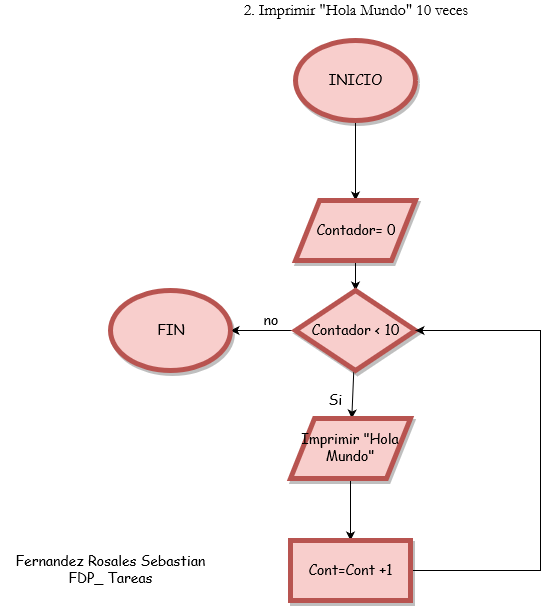 2. Imprimir "Hola Mundo" 10 veces
INICIO
Contador= 0
Contador < 10
no
FIN
Si
Imprimir "Hola
Mundo"
Cont=Cont +1
Fernandez Rosales Sebastian
FDP_ Tareas